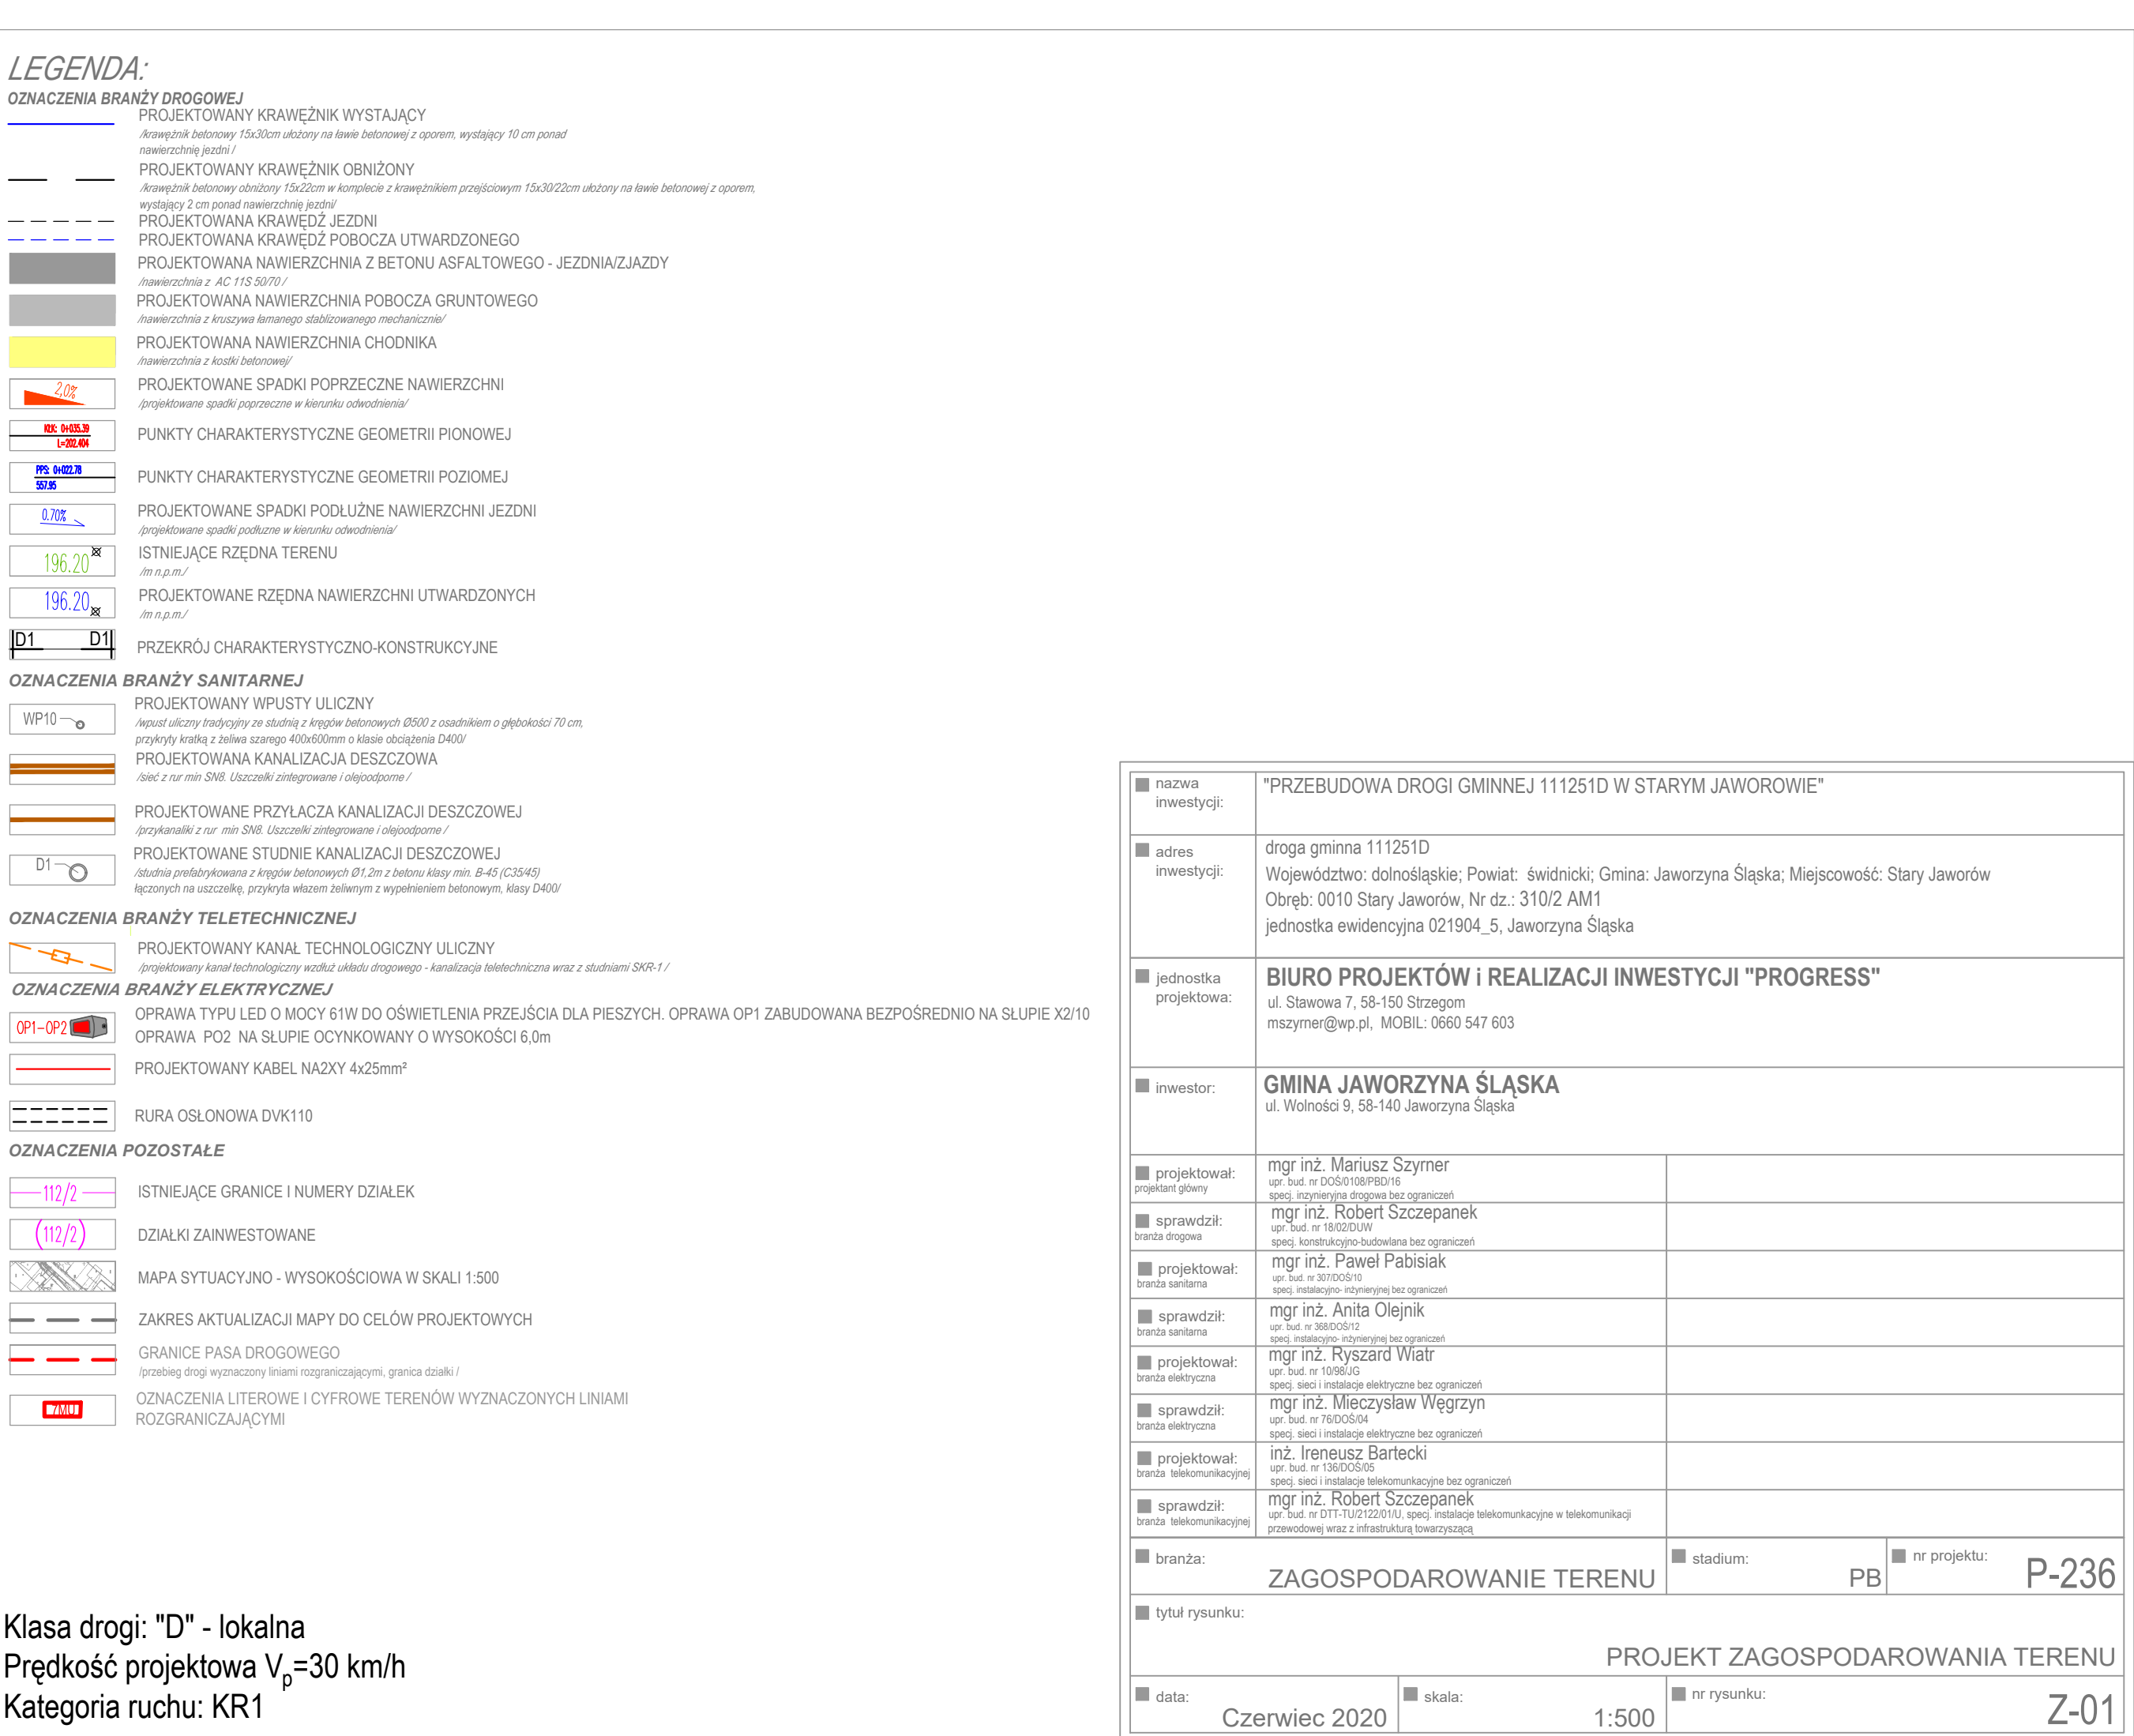 LEGENDA:
OZNACZENIA BRANŻY DROGOWEJ
PROJEKTOWANY KRAWĘŻNIK WYSTAJĄCY
/krawężnik betonowy 15x30cm ułożony na ławie betonowej z oporem, wystający 10 cm ponad
nawierzchnię jezdni /
PROJEKTOWANY KRAWĘŻNIK OBNIŻONY
/krawężnik betonowy obniżony 15x22cm w komplecie z krawężnikiem przejściowym 15x30/22cm ułożony na ławie betonowej z oporem,
wystający 2 cm ponad nawierzchnię jezdni/
PROJEKTOWANA KRAWĘDŹ JEZDNI
PROJEKTOWANA KRAWĘDŹ POBOCZA UTWARDZONEGO
PROJEKTOWANA NAWIERZCHNIA Z BETONU ASFALTOWEGO - JEZDNIA/ZJAZDY
/nawierzchnia z AC 11S 50/70 /
PROJEKTOWANA NAWIERZCHNIA POBOCZA GRUNTOWEGO
/nawierzchnia z kruszywa łamanego stablizowanego mechanicznie/
PROJEKTOWANA NAWIERZCHNIA CHODNIKA
/nawierzchnia z kostki betonowej/
2,0%
PROJEKTOWANE SPADKI POPRZECZNE NAWIERZCHNI
/projektowane spadki poprzeczne w kierunku odwodnienia/
KŁK: 0+035.39
L=202.404
PUNKTY CHARAKTERYSTYCZNE GEOMETRII PIONOWEJ
PPS: 0+022.78
557.95
PUNKTY CHARAKTERYSTYCZNE GEOMETRII POZIOMEJ
0.70%
PROJEKTOWANE SPADKI PODŁUŻNE NAWIERZCHNI JEZDNI
/projektowane spadki podłuzne w kierunku odwodnienia/
196.20
ISTNIEJĄCE RZĘDNA TERENU
/m n.p.m./
196.20
PROJEKTOWANE RZĘDNA NAWIERZCHNI UTWARDZONYCH
/m n.p.m./
D1 D1
PRZEKRÓJ CHARAKTERYSTYCZNO-KONSTRUKCYJNE
OZNACZENIA BRANŻY SANITARNEJ
WP10
PROJEKTOWANY WPUSTY ULICZNY
/wpust uliczny tradycyjny ze studnią z kręgów betonowych Ø500 z osadnikiem o głębokości 70 cm,
przykryty kratką z żeliwa szarego 400x600mm o klasie obciążenia D400/
PROJEKTOWANA KANALIZACJA DESZCZOWA
/sieć z rur min SN8. Uszczelki zintegrowane i olejoodporne /
PROJEKTOWANE PRZYŁACZA KANALIZACJI DESZCZOWEJ
/przykanaliki z rur min SN8. Uszczelki zintegrowane i olejoodporne /
D1
PROJEKTOWANE STUDNIE KANALIZACJI DESZCZOWEJ
/studnia prefabrykowana z kręgów betonowych Ø1,2m z betonu klasy min. B-45 (C35/45)
łączonych na uszczelkę, przykryta włazem żeliwnym z wypełnieniem betonowym, klasy D400/
OZNACZENIA BRANŻY TELETECHNICZNEJ
PROJEKTOWANY KANAŁ TECHNOLOGICZNY ULICZNY
/projektowany kanał technologiczny wzdłuż układu drogowego - kanalizacja teletechniczna wraz z studniami SKR-1 /
OZNACZENIA BRANŻY ELEKTRYCZNEJ
OP1-OP2
OPRAWA TYPU LED O MOCY 61W DO OŚWIETLENIA PRZEJŚCIA DLA PIESZYCH. OPRAWA OP1 ZABUDOWANA BEZPOŚREDNIO NA SŁUPIE X2/10
OPRAWA PO2 NA SŁUPIE OCYNKOWANY O WYSOKOŚCI 6,0m
PROJEKTOWANY KABEL NA2XY 4x25mm²
RURA OSŁONOWA DVK110
OZNACZENIA POZOSTAŁE
112/2
ISTNIEJĄCE GRANICE I NUMERY DZIAŁEK
(112/2)
DZIAŁKI ZAINWESTOWANE
MAPA SYTUACYJNO - WYSOKOŚCIOWA W SKALI 1:500
ZAKRES AKTUALIZACJI MAPY DO CELÓW PROJEKTOWYCH
GRANICE PASA DROGOWEGO
/przebieg drogi wyznaczony liniami rozgraniczającymi, granica działki /
7MU
OZNACZENIA LITEROWE I CYFROWE TERENÓW WYZNACZONYCH LINIAMI
ROZGRANICZAJĄCYMI
Klasa drogi: "D" - lokalna
Prędkość projektowa Vp=30 km/h
Kategoria ruchu: KR1
nazwa
inwestycji:
"PRZEBUDOWA DROGI GMINNEJ 111251D W STARYM JAWOROWIE"
adres
inwestycji:
droga gminna 111251D
Województwo: dolnośląskie; Powiat: świdnicki; Gmina: Jaworzyna Śląska; Miejscowość: Stary Jaworów
Obręb: 0010 Stary Jaworów, Nr dz.: 310/2 AM1
jednostka ewidencyjna 021904_5, Jaworzyna Śląska
jednostka
projektowa:
BIURO PROJEKTÓW i REALIZACJI INWESTYCJI "PROGRESS"
ul. Stawowa 7, 58-150 Strzegom
mszyrner@wp.pl, MOBIL: 0660 547 603
inwestor:
GMINA JAWORZYNA ŚLĄSKA
ul. Wolności 9, 58-140 Jaworzyna Śląska
projektował:
projektant główny
mgr inż. Mariusz Szyrner
upr. bud. nr DOŚ/0108/PBD/16
specj. inzynieryjna drogowa bez ograniczeń
sprawdził:
branża drogowa
mgr inż. Robert Szczepanek
upr. bud. nr 18/02/DUW
specj. konstrukcyjno-budowlana bez ograniczeń
projektował:
branża sanitarna
mgr inż. Paweł Pabisiak
upr. bud. nr 307/DOŚ/10
specj. instalacyjno- inżynieryjnej bez ograniczeń
sprawdził:
branża sanitarna
mgr inż. Anita Olejnik
upr. bud. nr 368/DOŚ/12
specj. instalacyjno- inżynieryjnej bez ograniczeń
projektował:
branża elektryczna
mgr inż. Ryszard Wiatr
upr. bud. nr 10/98/JG
specj. sieci i instalacje elektryczne bez ograniczeń
sprawdził:
branża elektryczna
mgr inż. Mieczysław Węgrzyn
upr. bud. nr 76/DOŚ/04
specj. sieci i instalacje elektryczne bez ograniczeń
projektował:
branża telekomunikacyjnej
inż. Ireneusz Bartecki
upr. bud. nr 136/DOŚ/05
specj. sieci i instalacje telekomunkacyjne bez ograniczeń
sprawdził:
branża telekomunikacyjnej
mgr inż. Robert Szczepanek
upr. bud. nr DTT-TU/2122/01/U, specj. instalacje telekomunkacyjne w telekomunikacji
przewodowej wraz z infrastrukturą towarzyszącą
branża:
ZAGOSPODAROWANIE TERENU
stadium:
PB
nr projektu:
P-236
tytuł rysunku:
PROJEKT ZAGOSPODAROWANIA TERENU
data:
Czerwiec 2020
skala:
1:500
nr rysunku:
Z-01